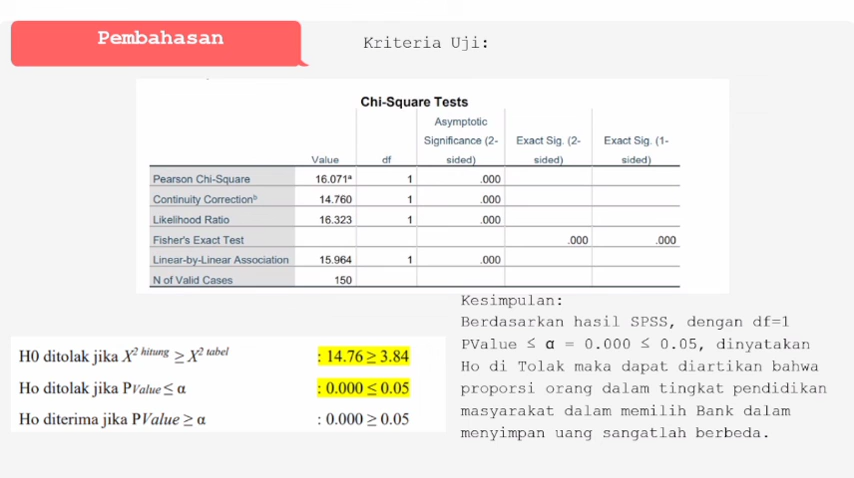 Pembahasan
Kriteria Uji:
Chi-Square Tests
Asymptotic
Significance (2- Exact Sig. (2- Exact Sig. (1-
Value df sided) sided) sided)
Pearson Chi-Square 16.071ᵃ 1 .000
Continuity Correctionᵇ 14.760 1 .000
Likelihood Ratio 16.323 1 .000
Fisher's Exact Test .000 .000
Linear-by-Linear Association 15.964 1 .000
N of Valid Cases 150
H0 ditolak jika X² ʰⁱᵗᵘⁿᵍ ≥ X² ᵗᵃᵇᵉˡ : 14.76 ≥ 3.84
Ho ditolak jika PValue ≤ α : 0.000 ≤ 0.05
Ho diterima jika PValue ≥ α : 0.000 ≥ 0.05
Kesimpulan:
Berdasarkan hasil SPSS, dengan df=1
PValue ≤ α = 0.000 ≤ 0.05, dinyatakan
Ho di Tolak maka dapat diartikan bahwa
proporsi orang dalam tingkat pendidikan
masyarakat dalam memilih Bank dalam
menyimpan uang sangatlah berbeda.